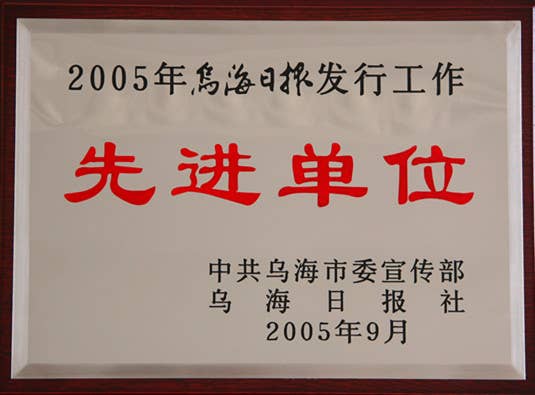 2005年乌海日报发行工作
先进单位
中共乌海市委宣传部
乌海日报社
2005年9月